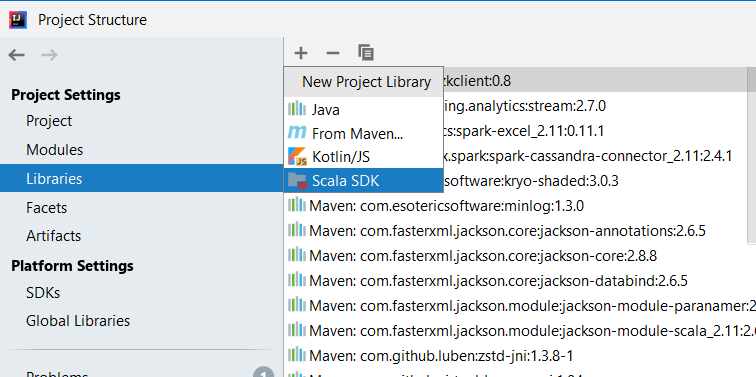 Project Structure
Project Settings
Project
Modules
Libraries
Facets
Artifacts
Platform Settings
SDKs
Global Libraries
Problems
1
New Project Library
Java
From Maven...
Kotlin/JS
Scala SDK
zkclient:0.8
ing.analytics:stream:2.7.0
cs:spark-excel_2.11:0.11.1
x.spark:spark-cassandra-connector_2.11:2.4.1
software:kryo-shaded:3.0.3
Maven: com.esotericsoftware:minlog:1.3.0
Maven: com.fasterxml.jackson.core:jackson-annotations:2.6.5
Maven: com.fasterxml.jackson.core:jackson-core:2.8.8
Maven: com.fasterxml.jackson.core:jackson-databind:2.6.5
Maven: com.fasterxml.jackson.module:jackson-module-paranamer:2
Maven: com.fasterxml.jackson.module:jackson-module-scala_2.11:2.6
Maven: com.github.luben:zstd-jni:1.3.8-1